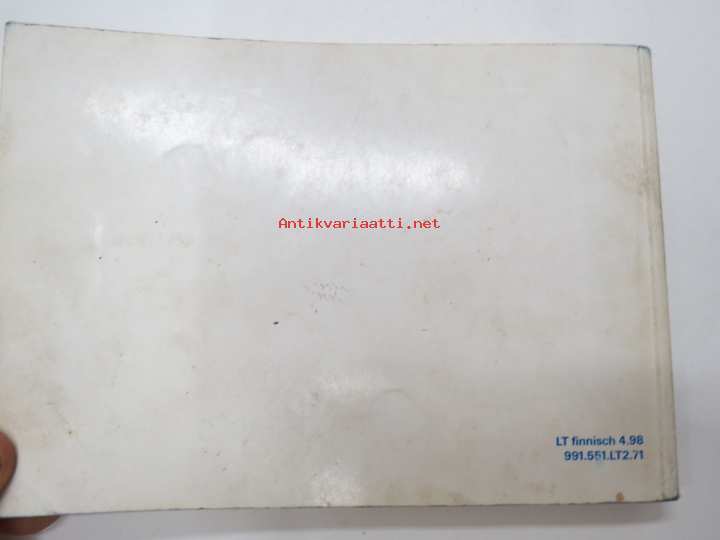 Antikvariaatti.net
LT finnisch 4.98
991.551.LT2.71